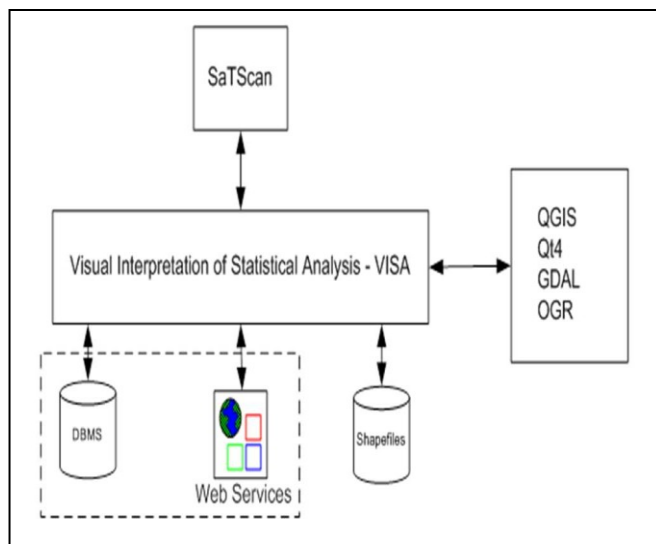 SaTScan
Visual Interpretation of Statistical Analysis - VISA
QGIS
Qt4
GDAL
OGR
DBMS
Web Services
Shapefiles